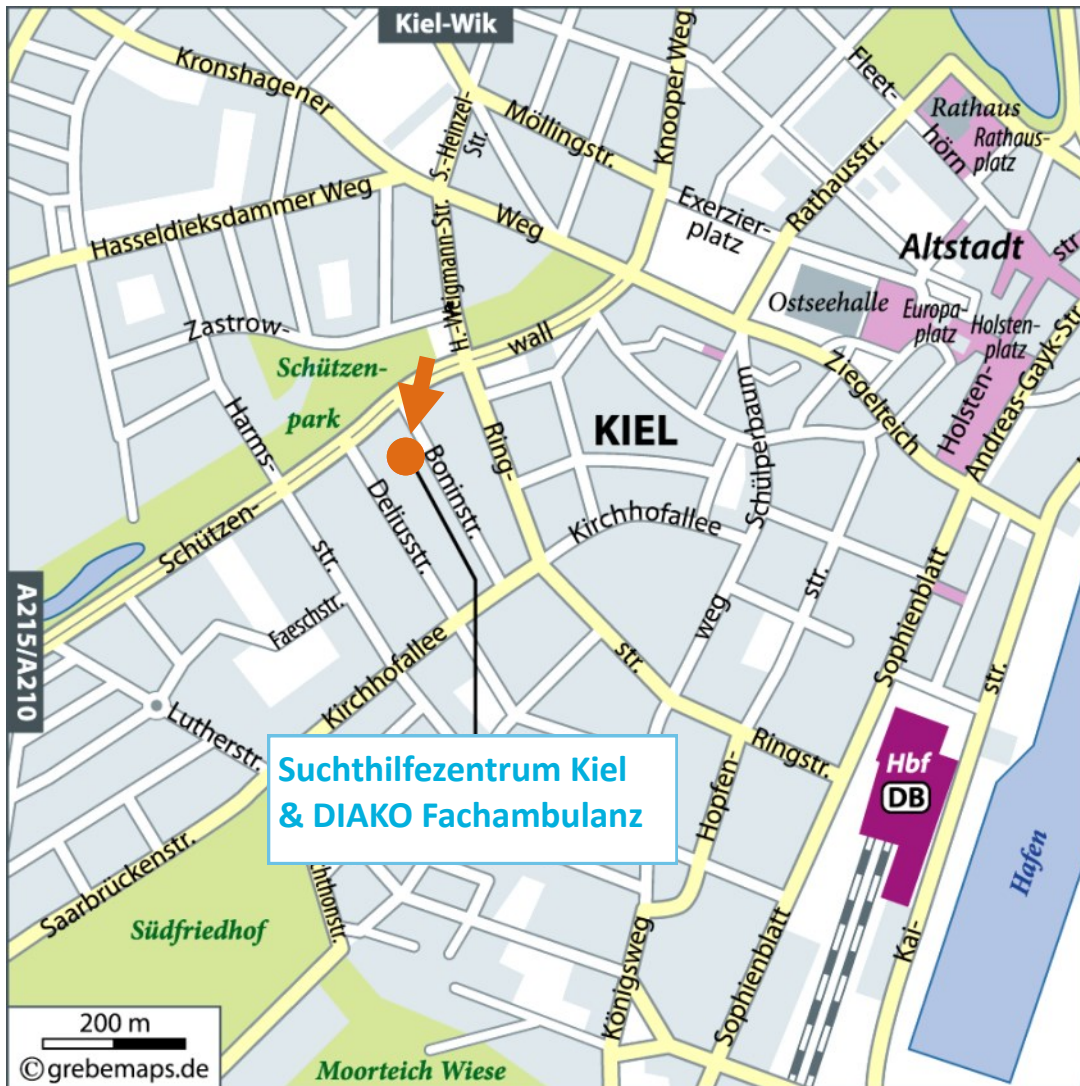 Kiel-Wik
Kronshagener
Weg
S.-Heinzel-
Str.
Möllingstr.
Knooper Weg
Fleet-
hörn
Rathaus
Rathaus-
platz
Rathausstr.
Exerzier-
platz
Hasseldieksdammer Weg
H.-Weigmann-Str.
Altstadt
str.
Ostseehalle
Europa-
platz
Holsten-
platz
Zastrow-
Schützen-
park
wall
Ziegelteich
Holsten-
Andreas-Gayk-Str.
KIEL
Harms-
str.
Ring-
str.
Boninstr.
Deliusstr.
Schülperbaum
Kirchhofallee
Schützen-
A215/A210
Faeschstr.
weg
str.
Sophienblatt
str.
Kirchhofallee
Lutherstr.
Ringstr.
Hopfen-
Hbf
DB
Hafen
Suchthilfezentrum Kiel
& DIAKO Fachambulanz
Saarbrückenstr.
chthonstr.
Südfriedhof
Königsweg
Sophienblatt
Kai-
200 m
© grebemaps.de
Moorteich Wiese